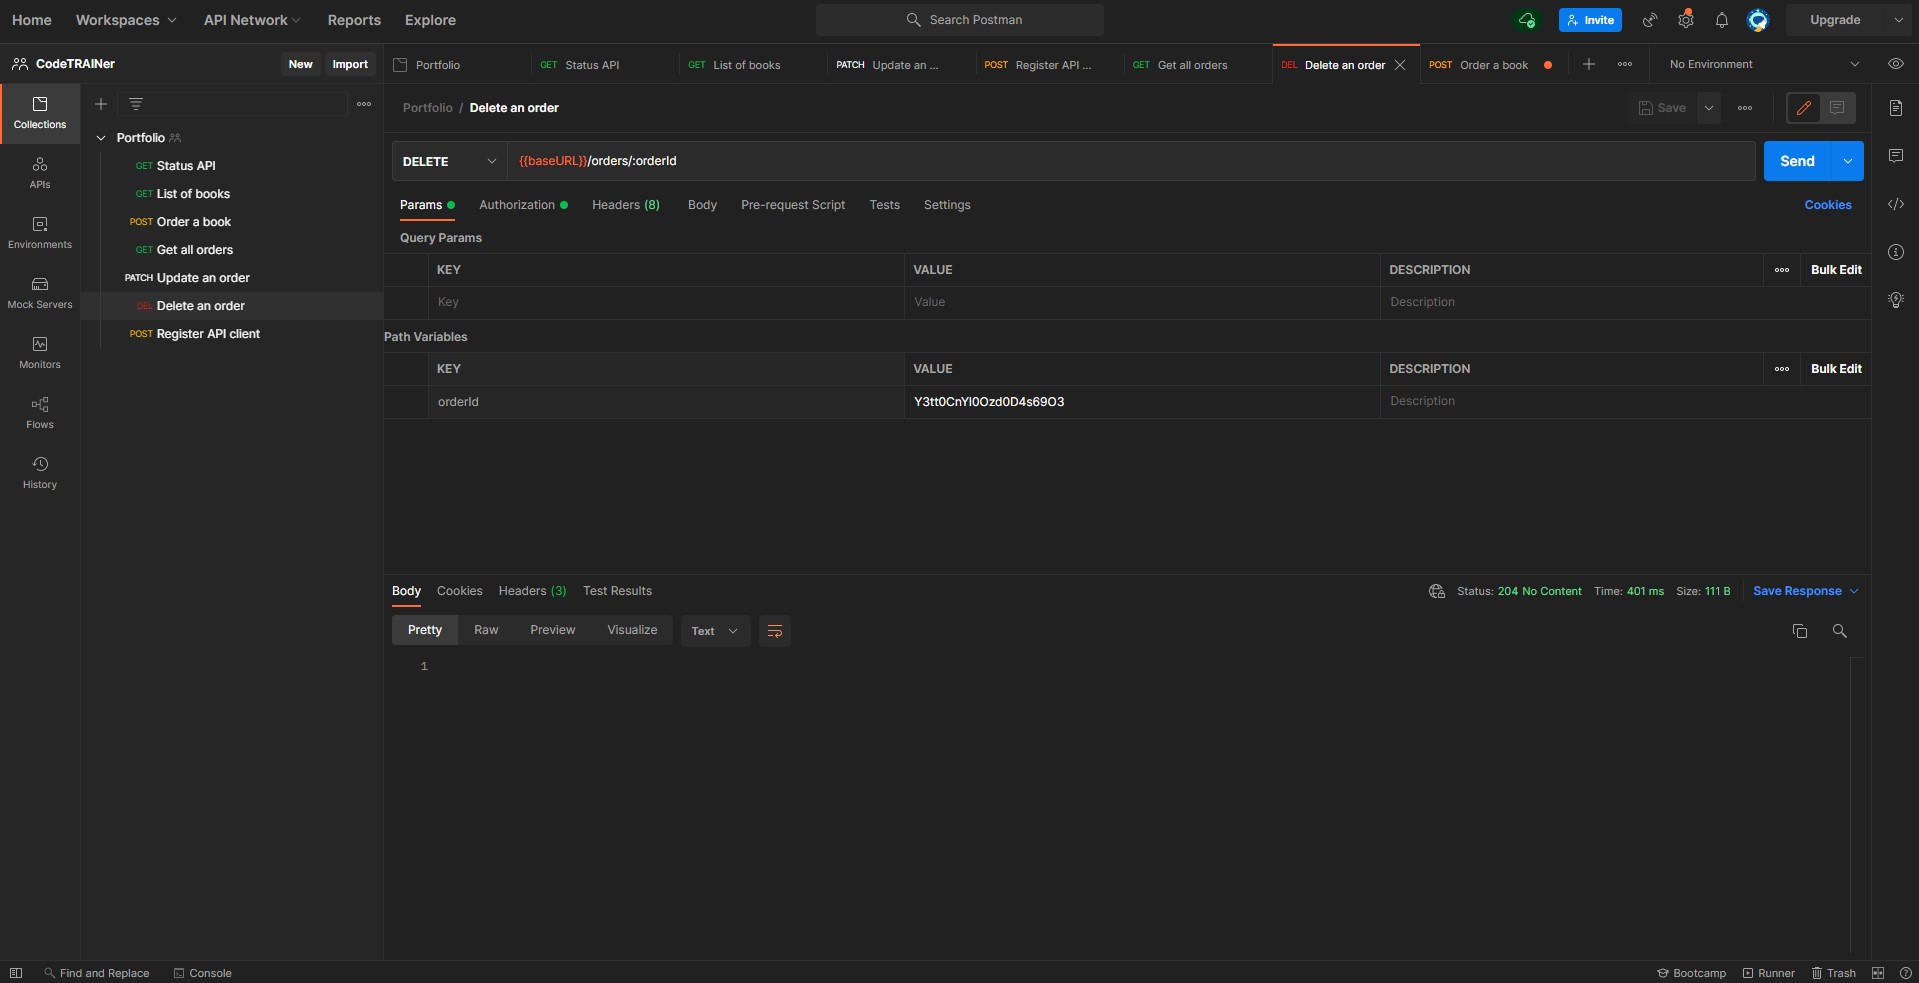 Home Workspaces API Network Reports Explore Search Postman Invite Upgrade
CodeTRAINer New Import Portfolio GET Status API GET List of books PATCH Update an ... POST Register API ... GET Get all orders DEL Delete an order POST Order a book No Environment
Portfolio / Delete an order Save
Collections
APIs
Environments
Mock Servers
Monitors
Flows
History
Portfolio
GET Status API
GET List of books
POST Order a book
GET Get all orders
PATCH Update an order
DEL Delete an order
POST Register API client
DELETE {{baseURL}}/orders/:orderId Send
Params Authorization Headers (8) Body Pre-request Script Tests Settings Cookies
Query Params
KEY VALUE DESCRIPTION Bulk Edit
Key Value Description
Path Variables
KEY VALUE DESCRIPTION Bulk Edit
orderId Y3tt0CnYI0Ozd0D4s69O3 Description
Body Cookies Headers (3) Test Results Status: 204 No Content Time: 401 ms Size: 111 B Save Response
Pretty Raw Preview Visualize Text
1
Find and Replace Console Bootcamp Runner Trash